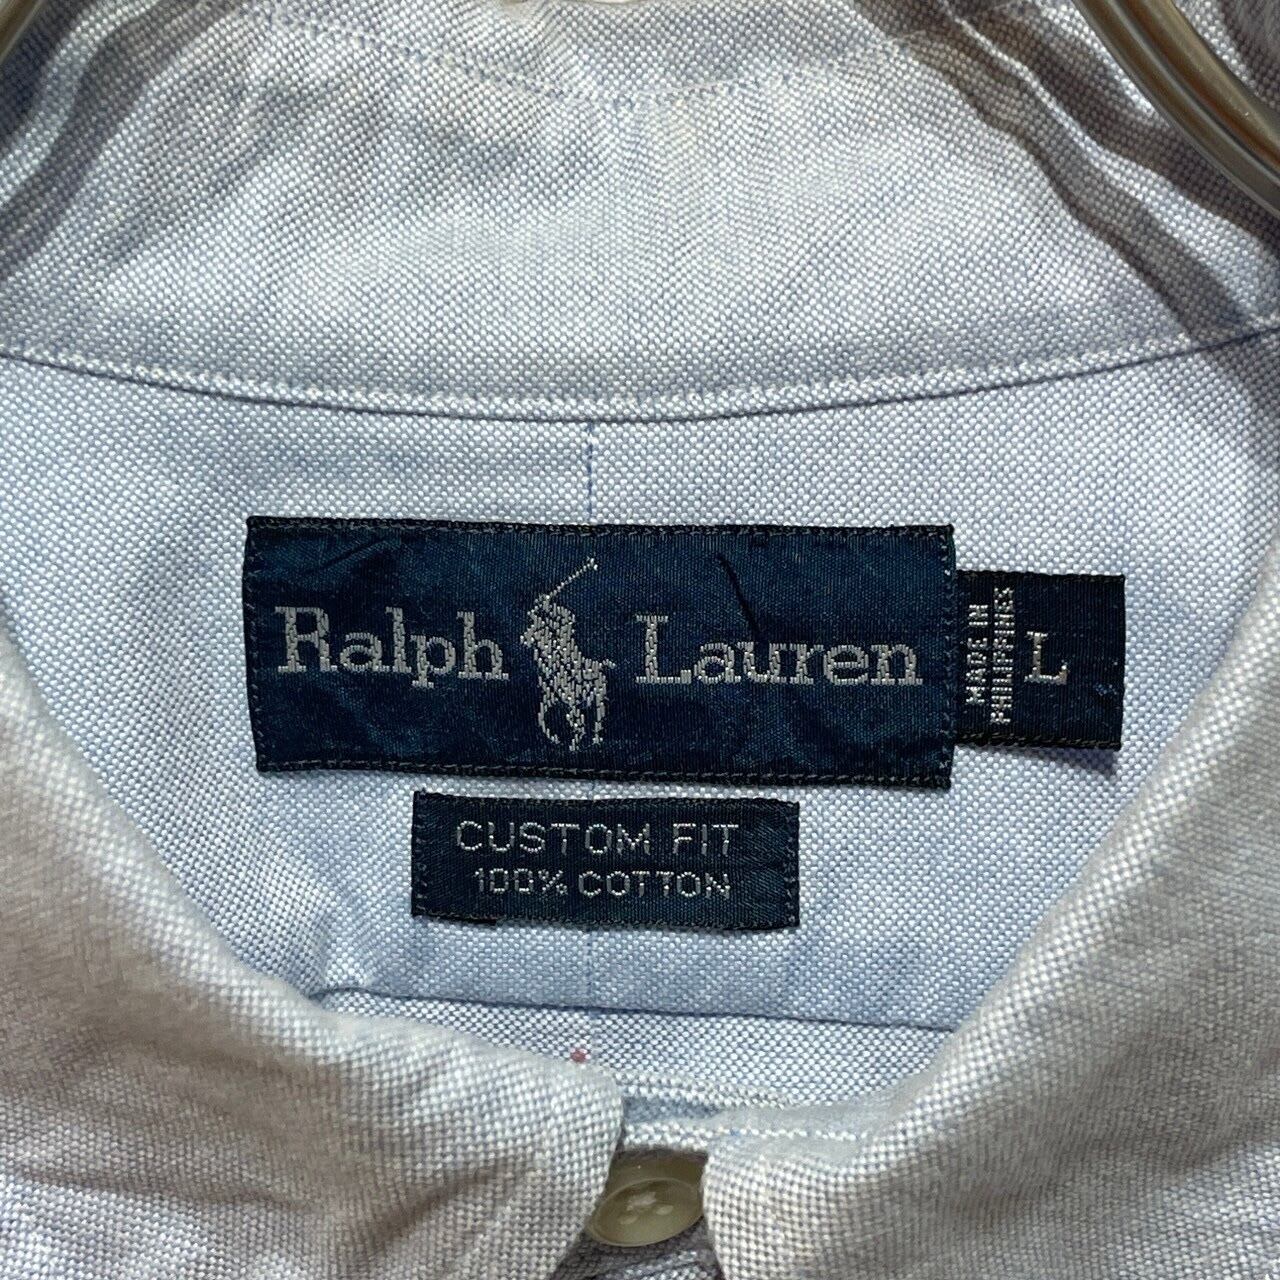 Ralph Lauren
MADE IN
PHILIPPINES
L
CUSTOM FIT
100% COTTON